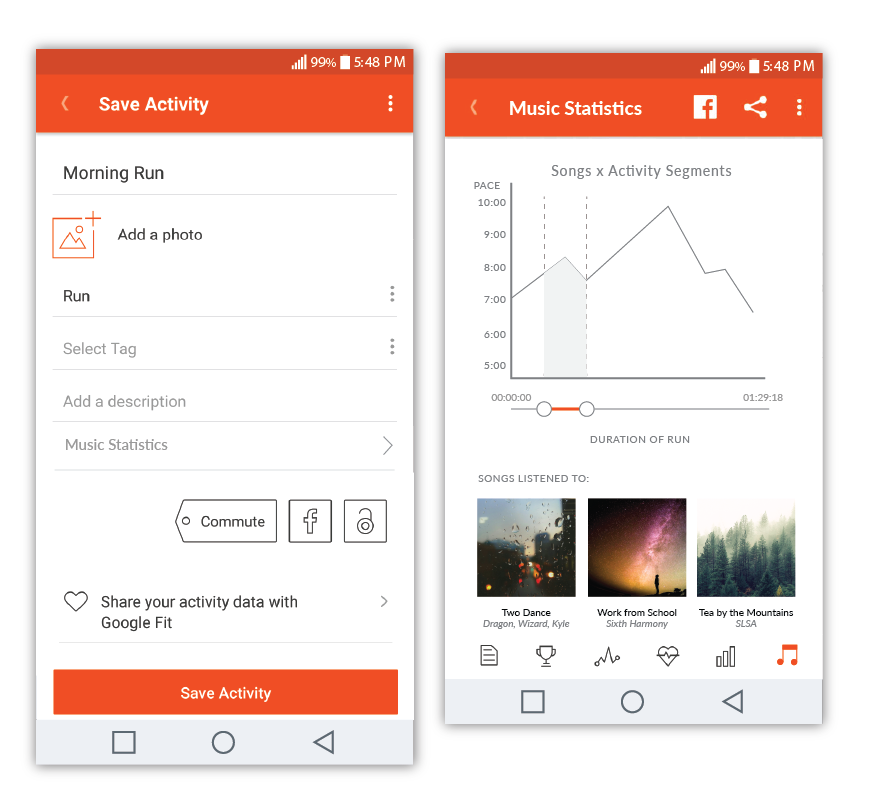 99% 5:48 PM
Save Activity
Morning Run
Add a photo
Run
Select Tag
Add a description
Music Statistics
Commute
Share your activity data with
Google Fit
Save Activity
99% 5:48 PM
Music Statistics
Songs x Activity Segments
PACE
10:00
9:00
8:00
7:00
6:00
5:00
00:00:00 01:29:18
DURATION OF RUN
SONGS LISTENED TO:
Two Dance Work from School Tea by the Mountains
Dragon, Wizard, Kyle Sixth Harmony SLSA